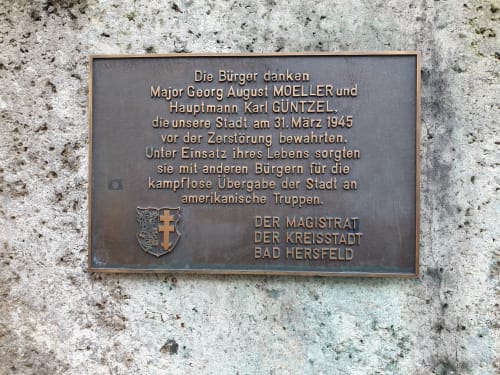 Die Bürger danken
Major Georg August MOELLER und
Hauptmann Karl GÜNTZEL.
die unsere Stadt am 31. März 1945
vor der Zerstörung bewahrten.
Unter Einsatz ihres Lebens sorgten
sie mit anderen Bürgern für die
kampflose Übergabe der Stadt an
amerikanische Truppen.
DER MAGISTRAT
DER KREISSTADT
BAD HERSFELD